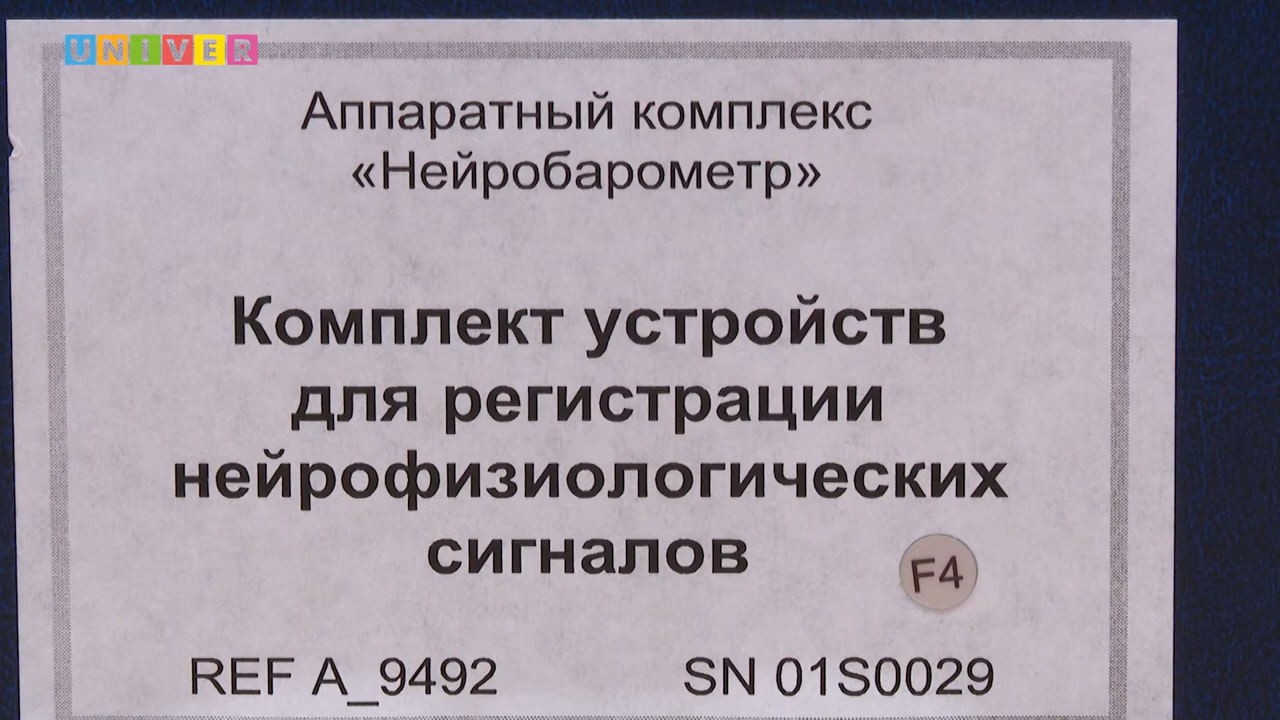 UNIVER
Аппаратный комплекс
«Нейробарометр»
Комплект устройств
для регистрации
нейрофизиологических
сигналов
F4
REF A_9492 SN 01S0029